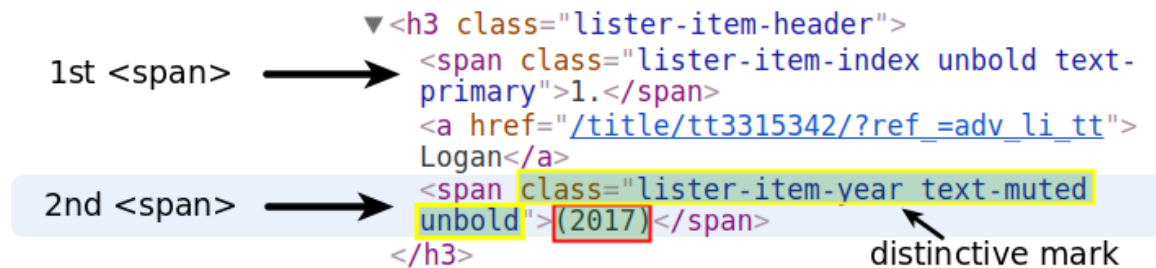 <h3 class="lister-item-header">
1st <span>
<span class="lister-item-index unbold text-
primary">1.</span>
<a href="/title/tt3315342/?ref_=adv_li_tt">
Logan</a>
2nd <span>
<span class="lister-item-year text-muted
unbold">(2017)</span>
distinctive mark
</h3>